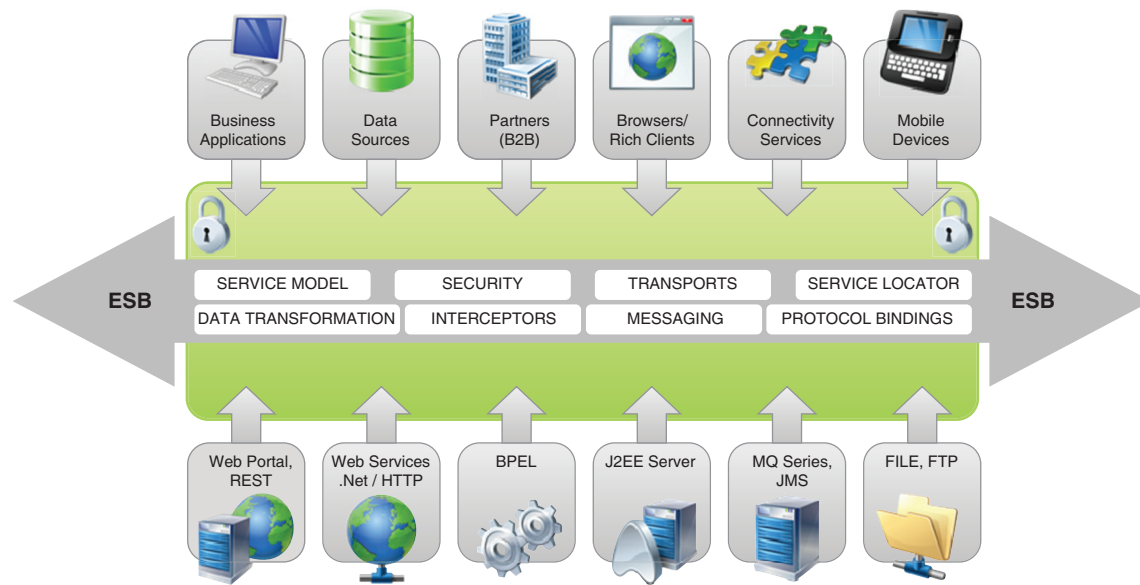 Business
Applications
Data
Sources
Partners
(B2B)
Browsers/
Rich Clients
Connectivity
Services
Mobile
Devices
ESB
SERVICE MODEL
SECURITY
TRANSPORTS
SERVICE LOCATOR
DATA TRANSFORMATION
INTERCEPTORS
MESSAGING
PROTOCOL BINDINGS
ESB
Web Portal,
REST
Web Services
.Net / HTTP
BPEL
J2EE Server
MQ Series,
JMS
FILE, FTP